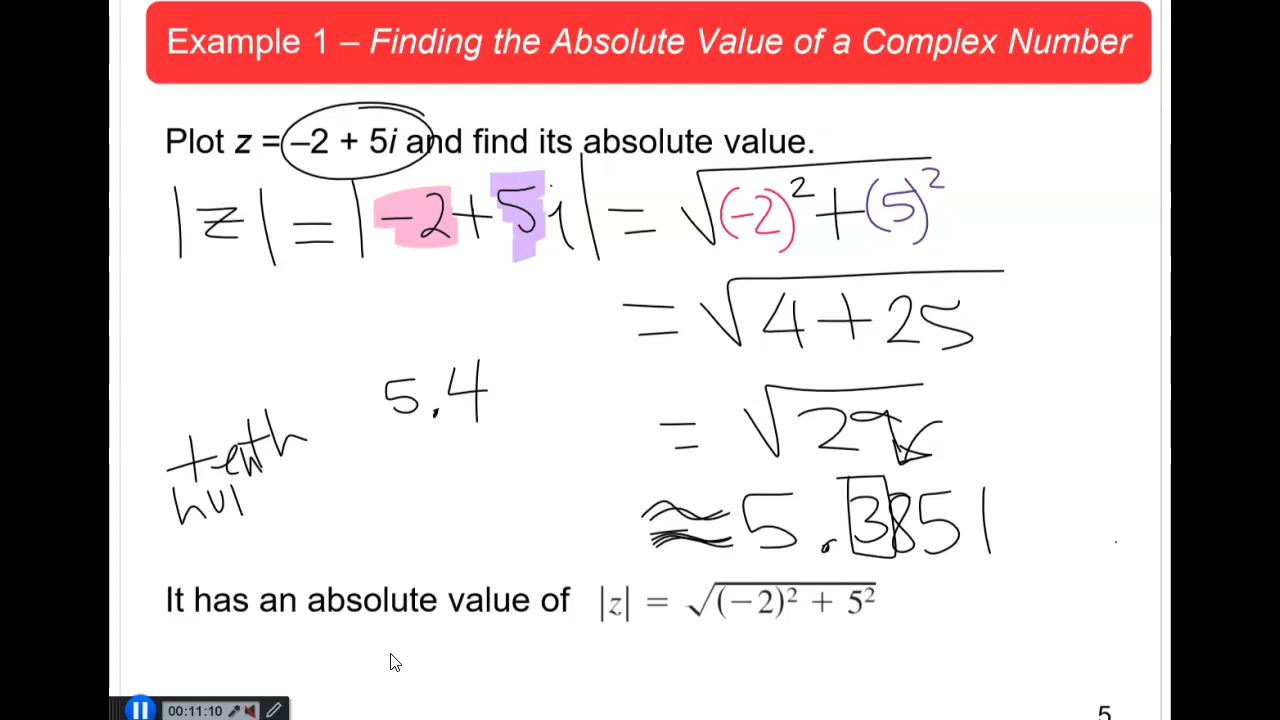 Example 1 – Finding the Absolute Value of a Complex Number
Plot z = –2 + 5i and find its absolute value.
|z| = |-2+5i| = √(-2)² + (5)²
= √4+25
5.4
= √29
tenth
hu
≈ 5.3851
It has an absolute value of |z| = √(−2)² + 5²
00:11:10
5